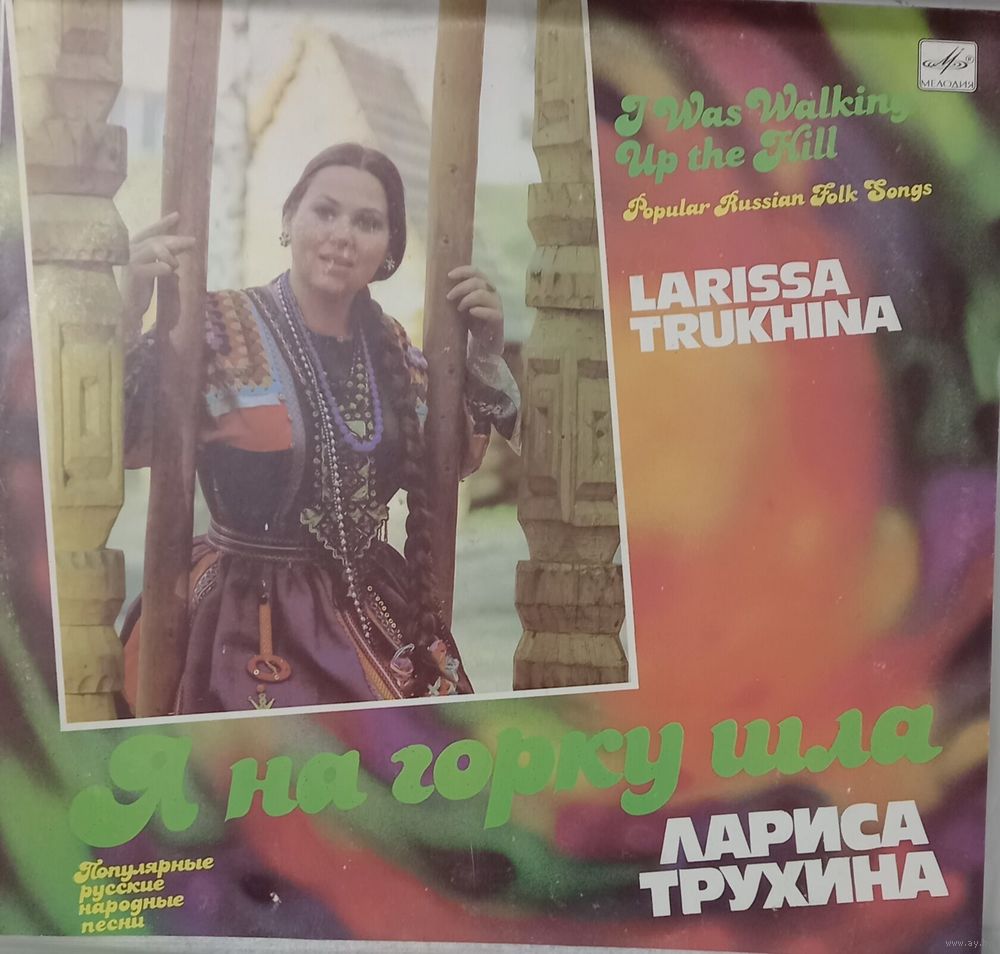 МЕЛОДИЯ
I Was Walking
Up the Hill
Popular Russian Folk Songs
LARISSA
TRUKHINA
Я на горку шла
ЛАРИСА
ТРУХИНА
Популярные
русские
народные
песни